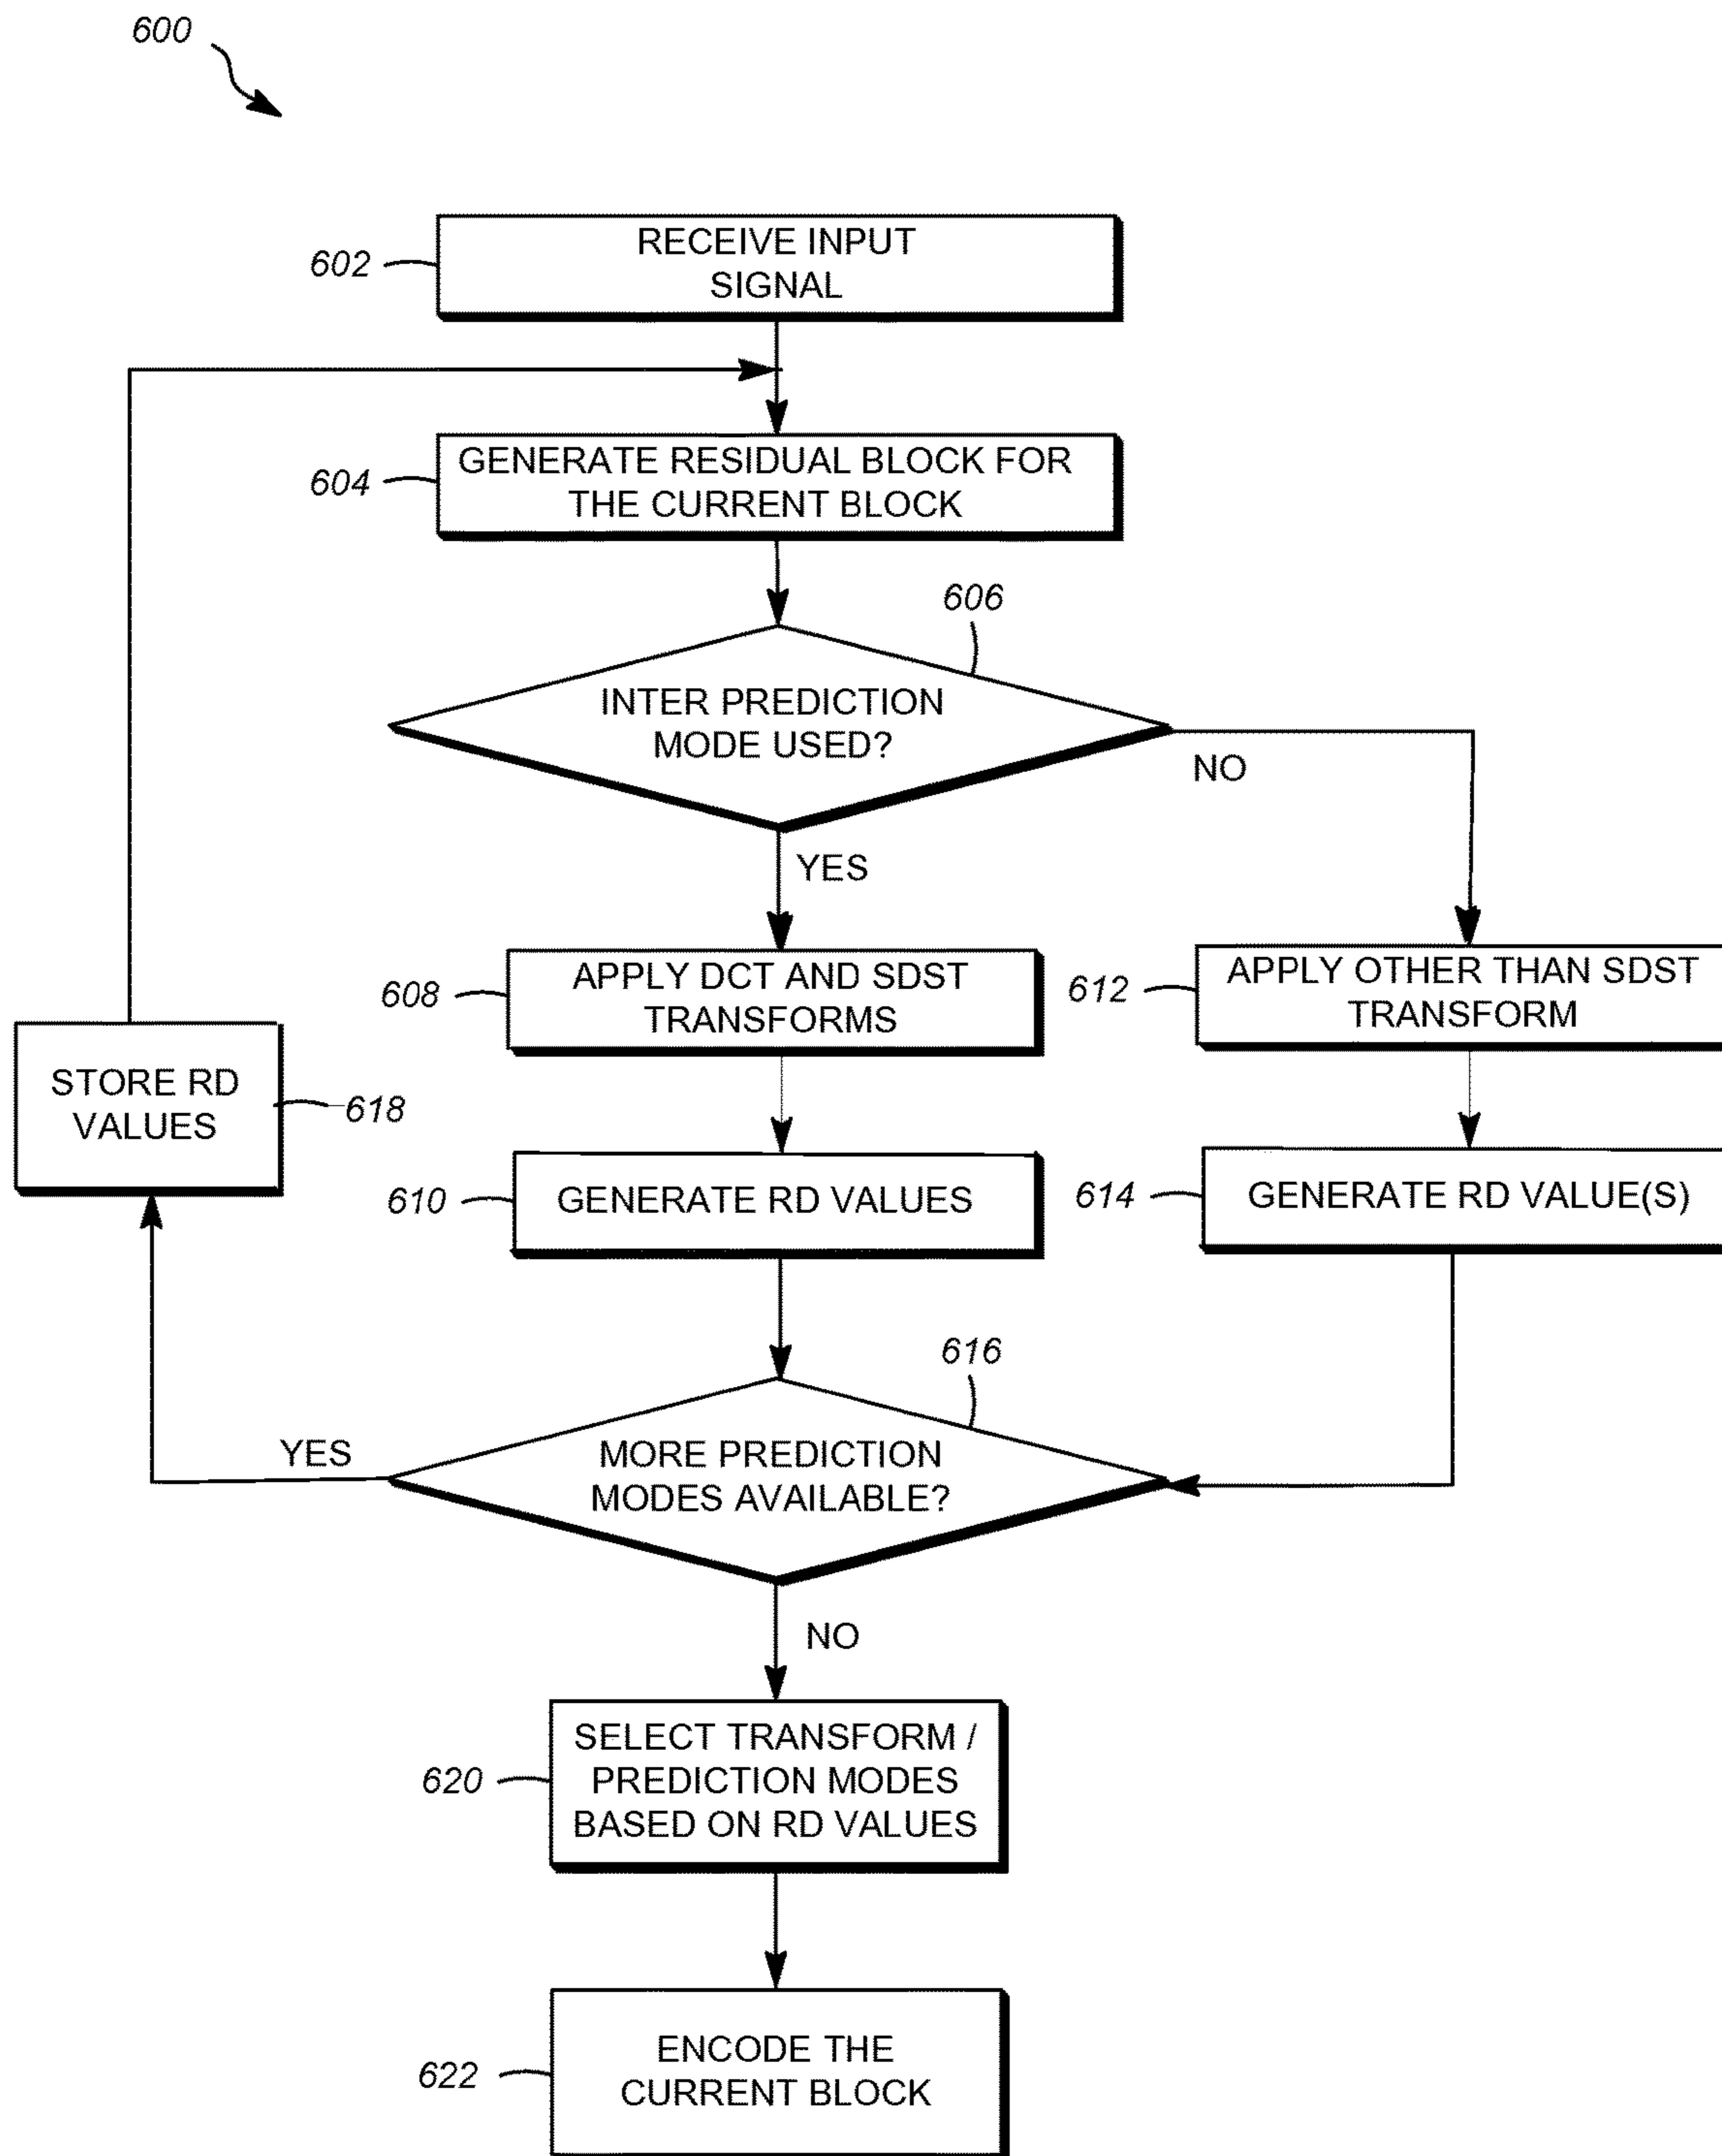 600
RECEIVE INPUT
SIGNAL
602
GENERATE RESIDUAL BLOCK FOR
THE CURRENT BLOCK
604
606
INTER PREDICTION
MODE USED?
NO
YES
608
APPLY DCT AND SDST
TRANSFORMS
612
APPLY OTHER THAN SDST
TRANSFORM
STORE RD
VALUES
618
610
GENERATE RD VALUES
614
GENERATE RD VALUE(S)
616
YES
MORE PREDICTION
MODES AVAILABLE?
NO
620
SELECT TRANSFORM /
PREDICTION MODES
BASED ON RD VALUES
622
ENCODE THE
CURRENT BLOCK